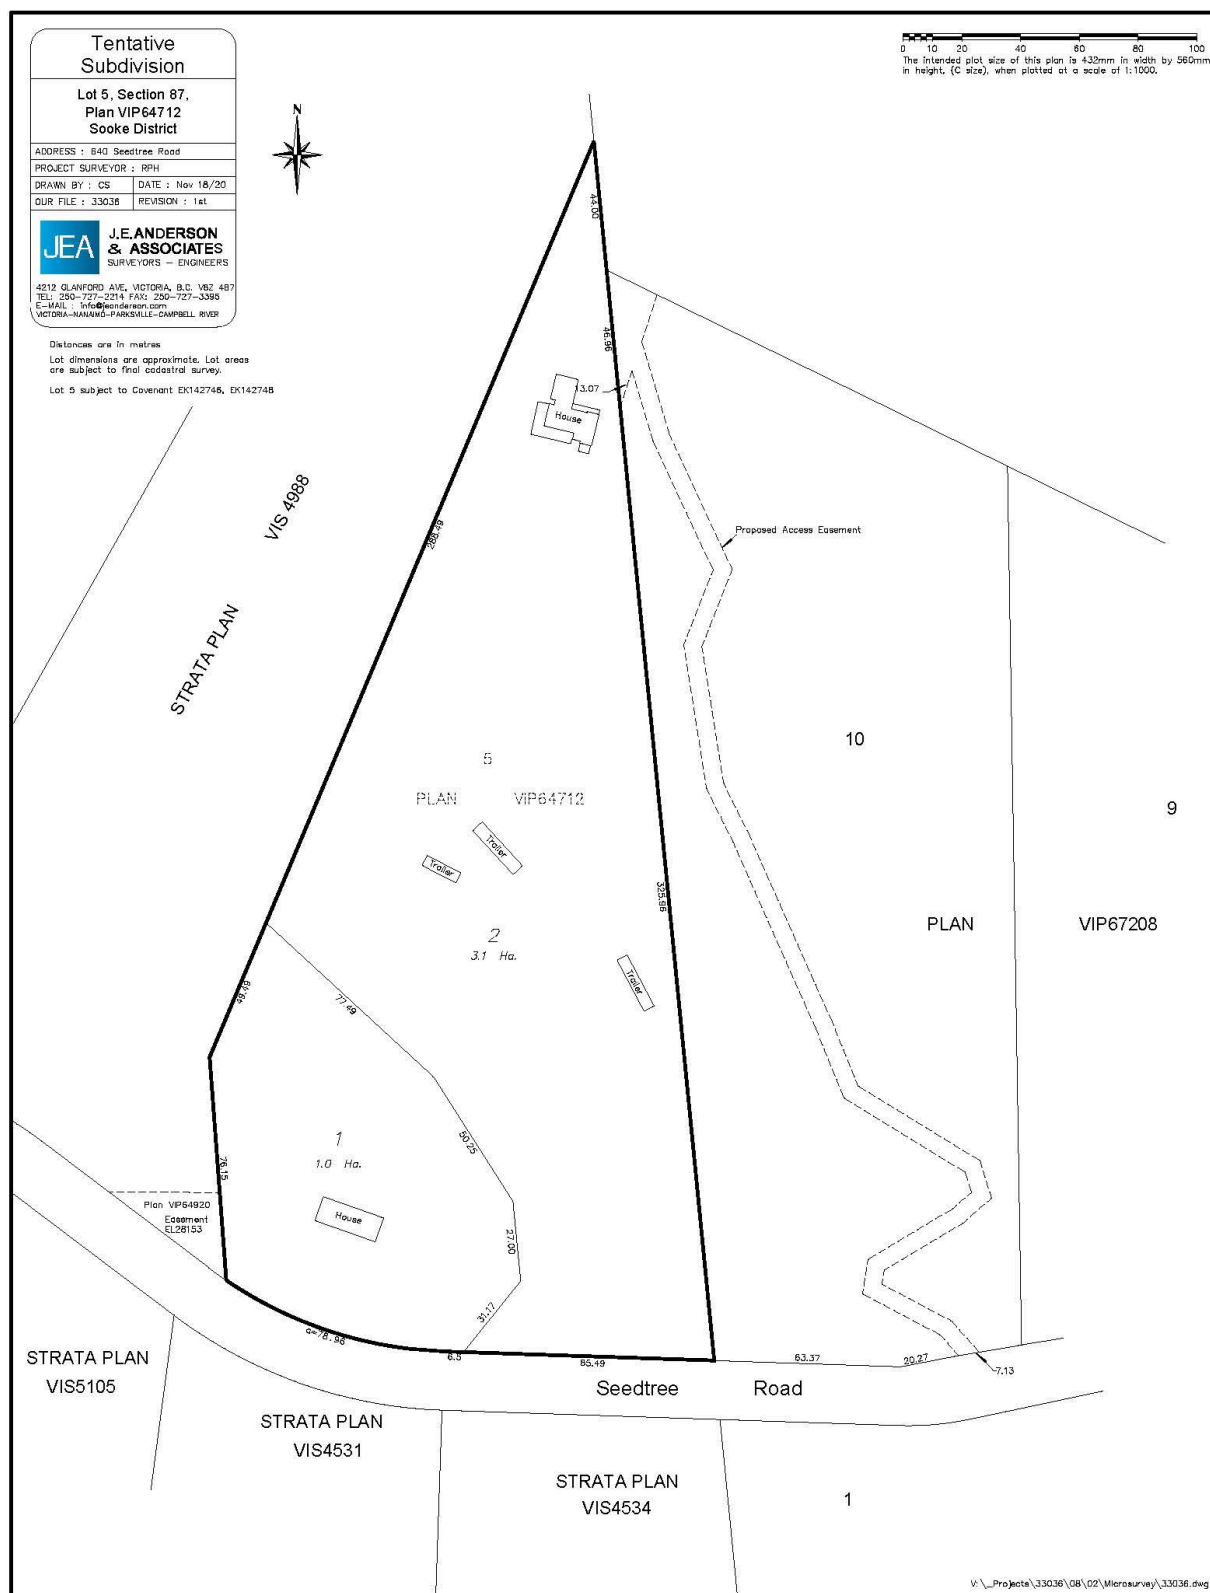 Tentative
Subdivision
Lot 5, Section 87,
Plan VIP64712
Sooke District
ADDRESS : 640 Seedtree Road
PROJECT SURVEYOR : RPH
DRAWN BY : CS
DATE : Nov 18/20
OUR FILE : 33036
REVISION : 1st
JEA
J.E.ANDERSON
& ASSOCIATES
SURVEYORS – ENGINEERS
4212 GLANFORD AVE, VICTORIA, B.C. V8Z 4B7
TEL: 250–727–2214 FAX: 250–727–3395
E–MAIL : info@jeanderson.com
VICTORIA–NANAIMO–PARKSVILLE–CAMPBELL RIVER
Distances are in metres
Lot dimensions are approximate. Lot areas
are subject to final cadastral survey.
Lot 5 subject to Covenant EK142746, EK142748
0 10 20 40 60 80 100
The intended plot size of this plan is 432mm in width by 560mm
in height, (C size), when plotted at a scale of 1:1000.
N
44.00
46.96
13.07
House
288.49
VIS 4988
STRATA PLAN
Proposed Access Easement
10
5
PLAN VIP64712
9
Trailer
Trailer
325.86
PLAN VIP67208
2
3.1 Ha.
Trailer
49.49
77.49
50.25
1
1.0 Ha.
76.15
Plan VIP64920
Easement
EL28153
House
27.00
31.17
a=78.96
6.5
85.49
63.37
20.27
7.13
Seedtree Road
STRATA PLAN
VIS5105
STRATA PLAN
VIS4531
STRATA PLAN
VIS4534
1
V:\_Projects\33036\08\02\Microsurvey\33036.dwg